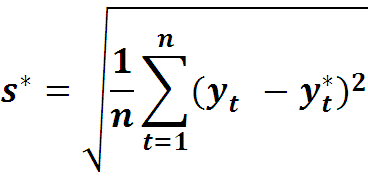 s* = √(1/n ∑_{t=1}^{n} (y_t − y_t*)²)